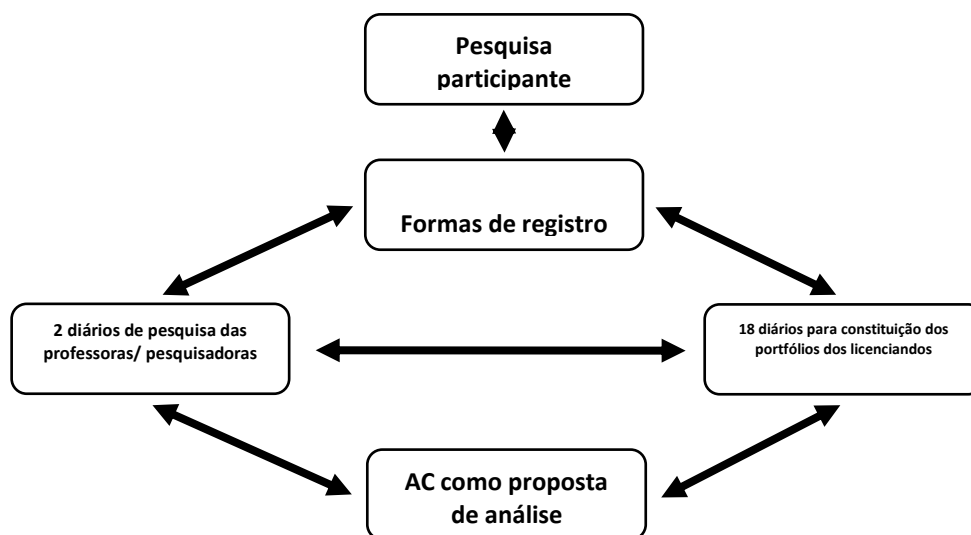 Pesquisa
participante
Formas de registro
2 diários de pesquisa das
professoras/ pesquisadoras
18 diários para constituição dos
portfólios dos licenciandos
AC como proposta
de análise